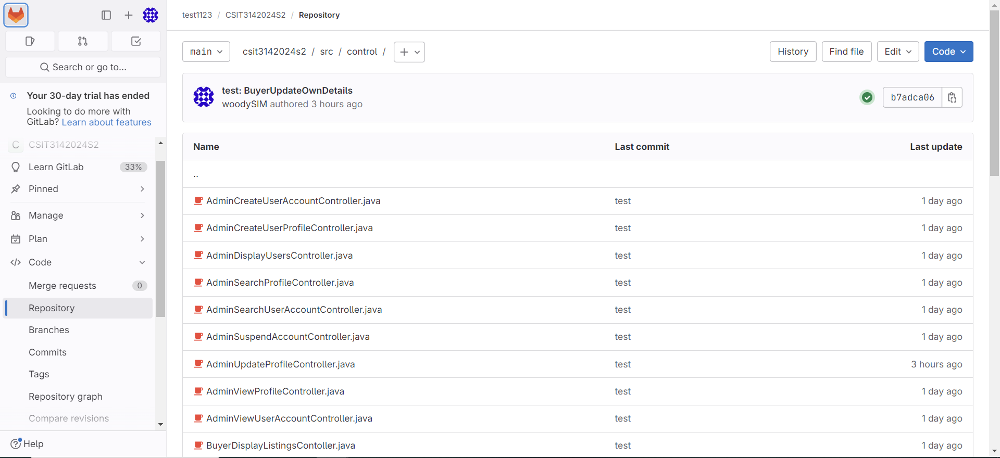 test1123 / CSIT3142024S2 / Repository
Search or go to...
Your 30-day trial has ended
Looking to do more with
GitLab? Learn about features
C CSIT3142024S2
Learn GitLab 33%
Pinned
Manage
Plan
Code
Merge requests 0
Repository
Branches
Commits
Tags
Repository graph
Compare revisions
Help
main csit3142024s2 / src / control /
History Find file Edit Code
test: BuyerUpdateOwnDetails
woodySIM authored 3 hours ago
b7adca06
Name Last commit Last update
..
AdminCreateUserAccountController.java test 1 day ago
AdminCreateUserProfileController.java test 1 day ago
AdminDisplayUsersController.java test 1 day ago
AdminSearchProfileController.java test 1 day ago
AdminSearchUserAccountController.java test 1 day ago
AdminSuspendAccountController.java test 1 day ago
AdminUpdateProfileController.java test 3 hours ago
AdminViewProfileController.java test 1 day ago
AdminViewUserAccountController.java test 1 day ago
BuyerDisplayListingsContoller.java test 1 day ago